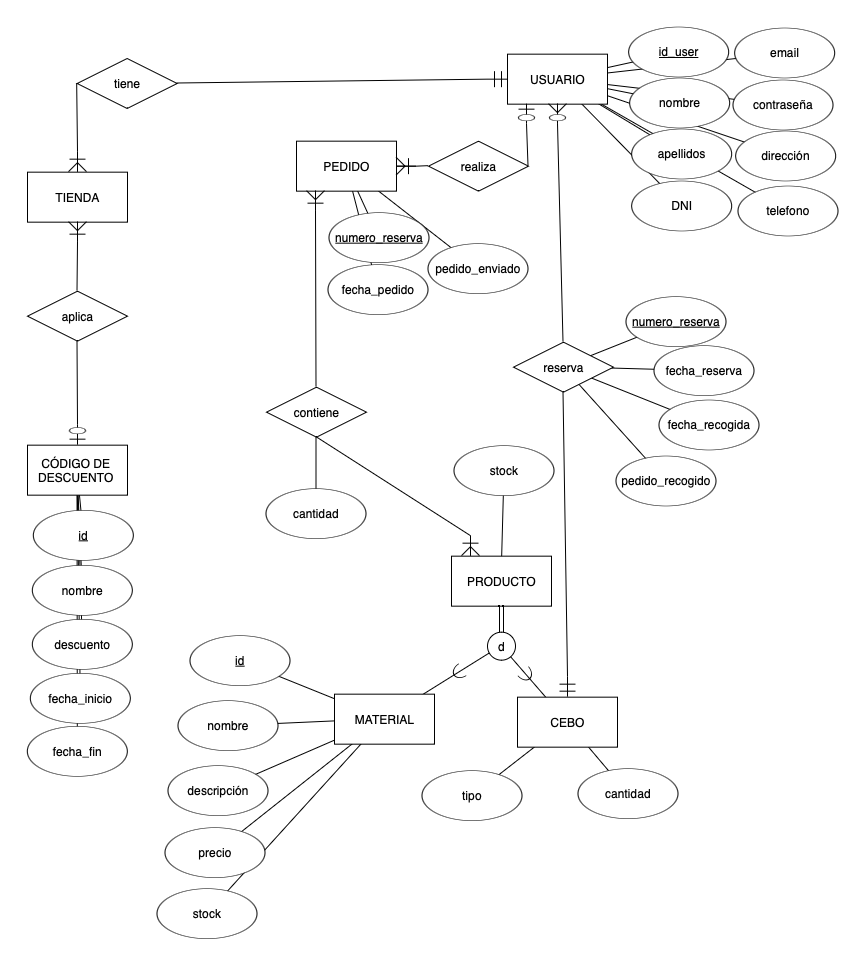 id_user
email
USUARIO
tiene
nombre
contraseña
PEDIDO
realiza
apellidos
dirección
TIENDA
DNI
telefono
numero_reserva
pedido_enviado
fecha_pedido
aplica
numero_reserva
reserva
fecha_reserva
contiene
fecha_recogida
CÓDIGO DE
DESCUENTO
stock
pedido_recogido
cantidad
id
PRODUCTO
nombre
descuento
d
id
fecha_inicio
MATERIAL
CEBO
nombre
fecha_fin
descripción
tipo
cantidad
precio
stock